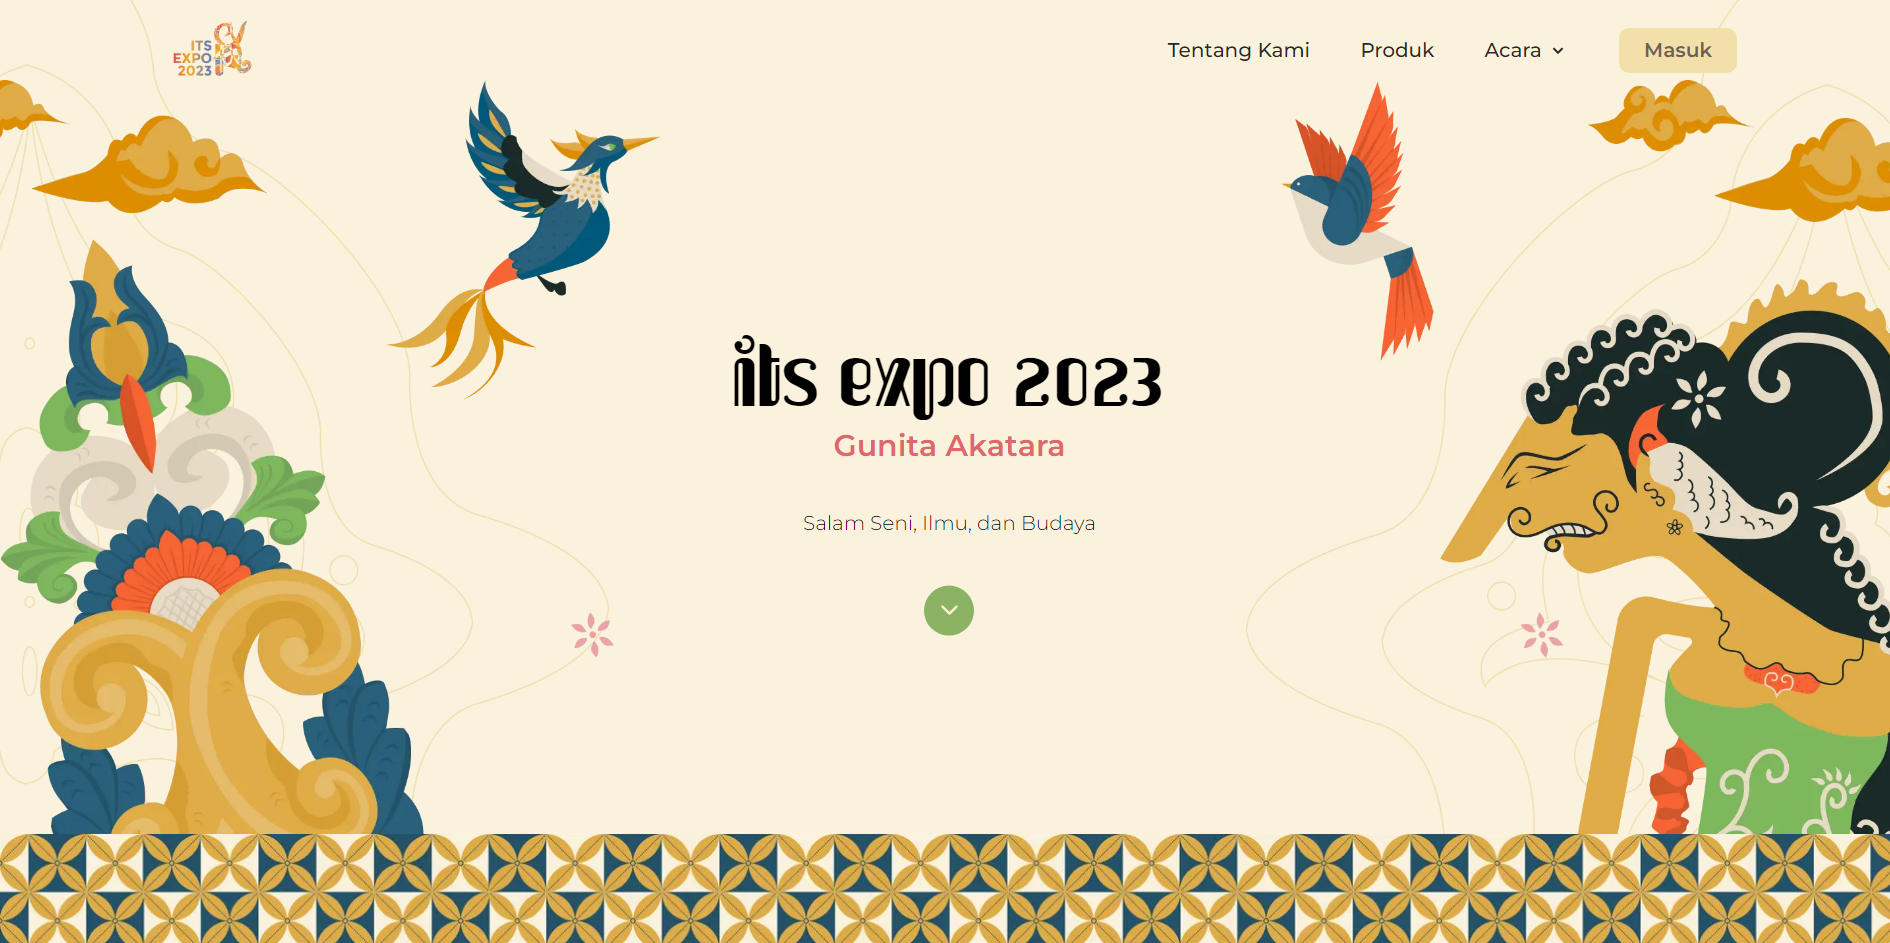 ITS
EXPO
2023
Tentang Kami
Produk
Acara
Masuk
its expo 2023
Gunita Akatara
Salam Seni, Ilmu, dan Budaya